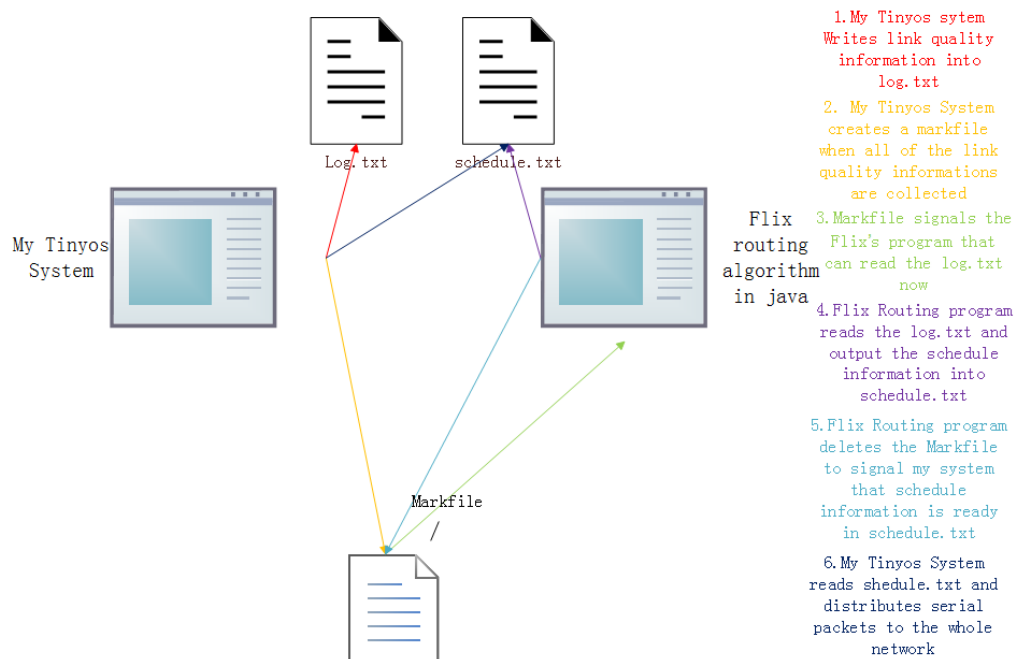 Log.txt
schedule.txt
My Tinyos
System
Flix
routing
algorithm
in java
Markfile
1.My Tinyos sytem
Writes link quality
information into
log.txt
2. My Tinyos System
creates a markfile
when all of the link
quality informations
are collected
3.Markfile signals the
Flix's program that
can read the log.txt
now
4.Flix Routing program
reads the log.txt and
output the schedule
information into
schedule.txt
5.Flix Routing program
deletes the Markfile
to signal my system
that schedule
information is ready
in schedule.txt
6.My Tinyos System
reads shedule.txt and
distributes serial
packets to the whole
network